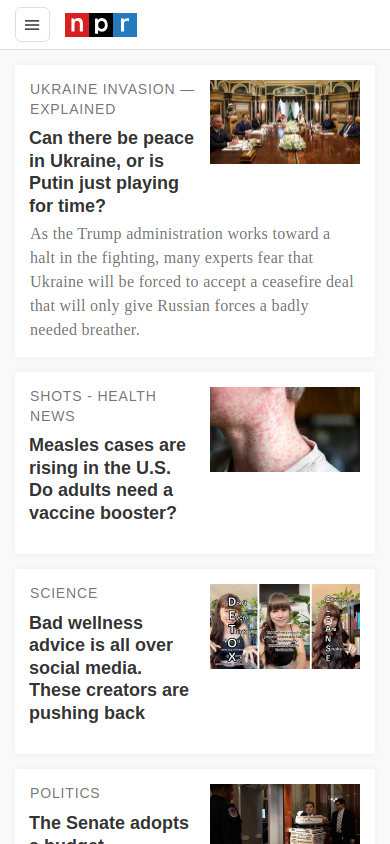 npr
UKRAINE INVASION —
EXPLAINED
Can there be peace
in Ukraine, or is
Putin just playing
for time?
As the Trump administration works toward a
halt in the fighting, many experts fear that
Ukraine will be forced to accept a ceasefire deal
that will only give Russian forces a badly
needed breather.
SHOTS - HEALTH
NEWS
Measles cases are
rising in the U.S.
Do adults need a
vaccine booster?
SCIENCE
Bad wellness
advice is all over
social media.
These creators are
pushing back
DETOX
POLITICS
The Senate adopts
a budget